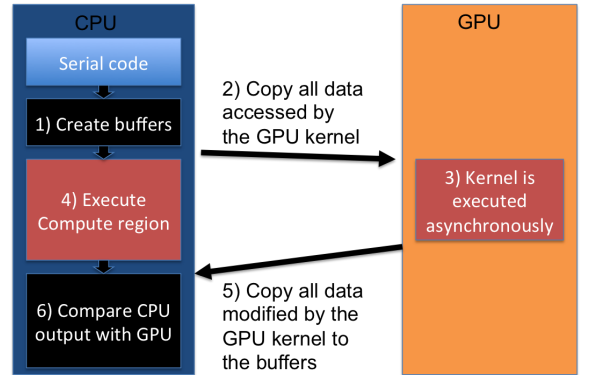 CPU
GPU
Serial code
1) Create buffers
2) Copy all data
accessed by
the GPU kernel
3) Kernel is
executed
asynchronously
4) Execute
Compute region
5) Copy all data
modified by the
GPU kernel to
the buffers
6) Compare CPU
output with GPU